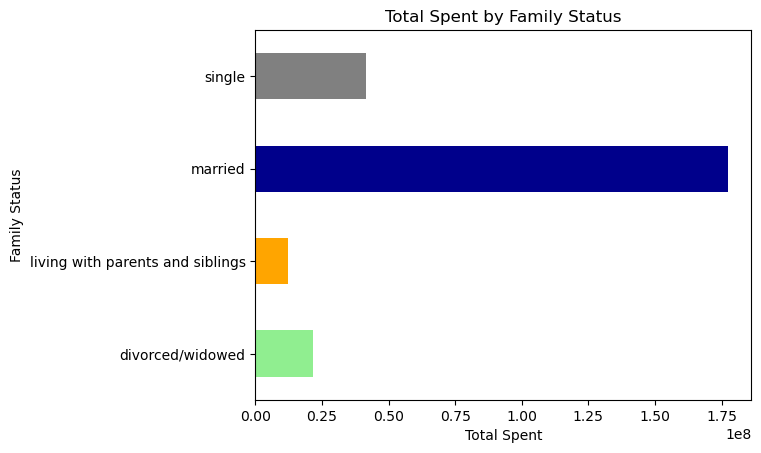 Total Spent by Family Status
single
married
living with parents and siblings
divorced/widowed
Family Status
0.00 0.25 0.50 0.75 1.00 1.25 1.50 1.75
1e8
Total Spent